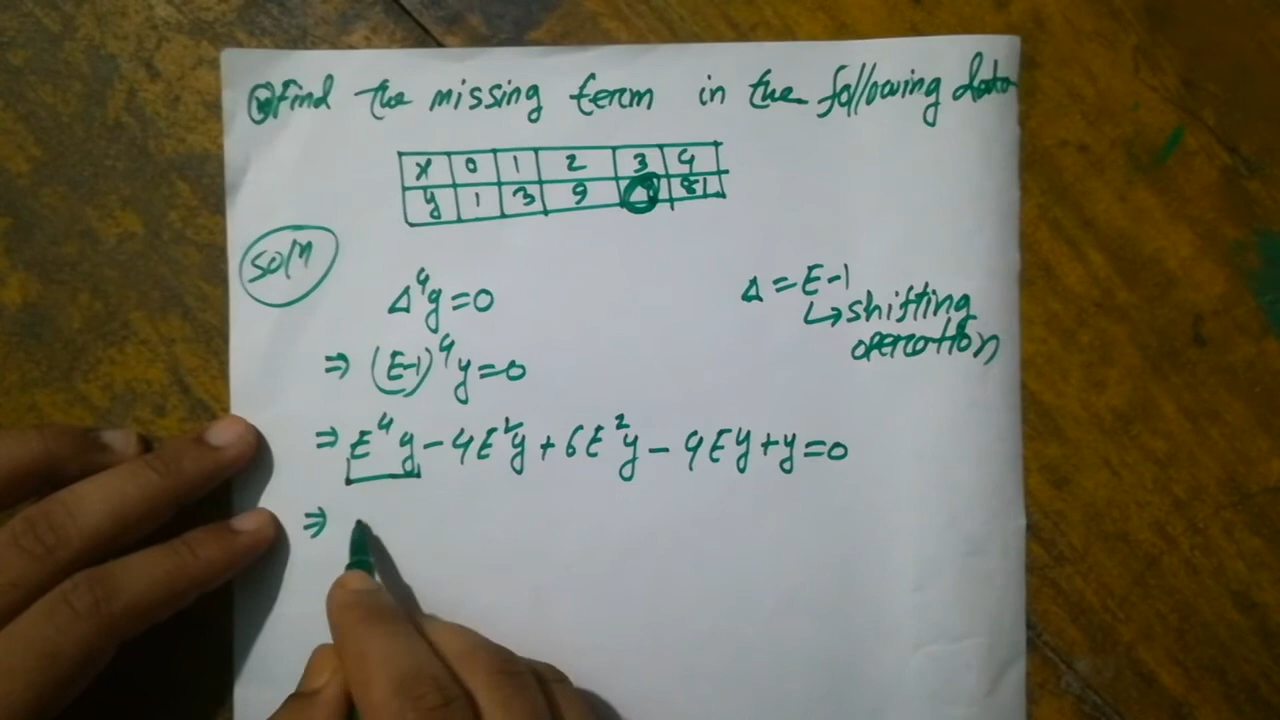 Find the missing term in the following data
x 0 1 2 3 4
y 1 3 9 81
Soln
Δ⁴y=0
Δ = E-1
↳ shifting
operation
⇒ (E-1)⁴y=0
⇒ E⁴y - 4E²y + 6E²y - 4Ey + y = 0
⇒